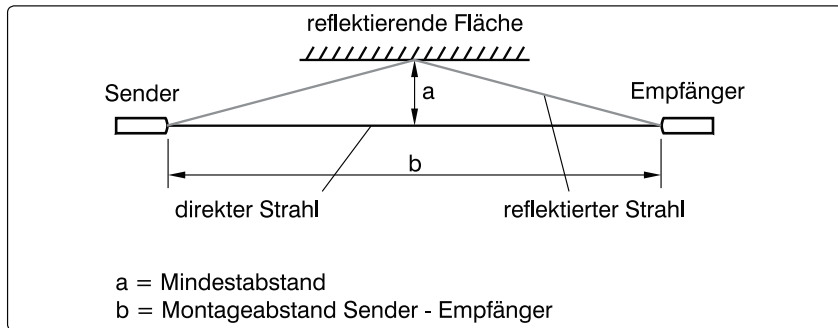 reflektierende Fläche
Sender
a
Empfänger
b
direkter Strahl
reflektierter Strahl
a = Mindestabstand
b = Montageabstand Sender - Empfänger